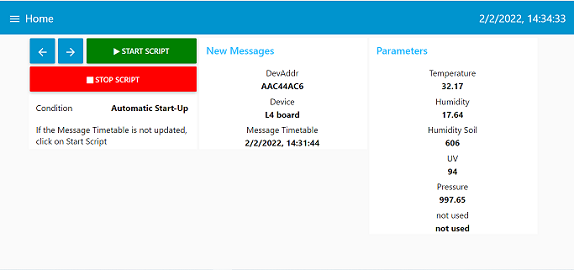 Home
2/2/2022, 14:34:33
START SCRIPT
STOP SCRIPT
Condition Automatic Start-Up
If the Message Timetable is not updated,
click on Start Script
New Messages
DevAddr
AAC44AC6
Device
L4 board
Message Timetable
2/2/2022, 14:31:44
Parameters
Temperature
32.17
Humidity
17.64
Humidity Soil
606
UV
94
Pressure
997.65
not used
not used